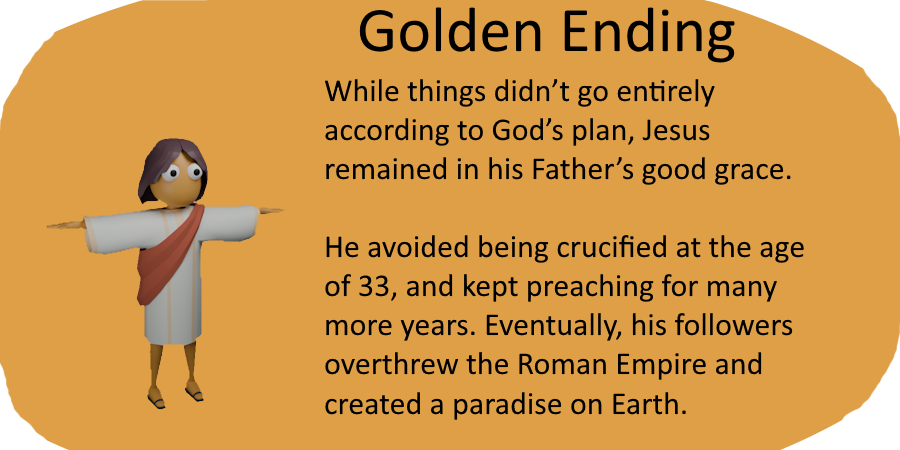 Golden Ending
While things didn’t go entirely
according to God’s plan, Jesus
remained in his Father’s good grace.
He avoided being crucified at the age
of 33, and kept preaching for many
more years. Eventually, his followers
overthrew the Roman Empire and
created a paradise on Earth.